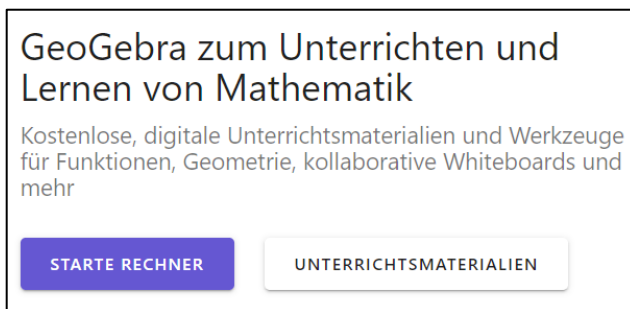 GeoGebra zum Unterrichten und
Lernen von Mathematik
Kostenlose, digitale Unterrichtsmaterialien und Werkzeuge
für Funktionen, Geometrie, kollaborative Whiteboards und
mehr
STARTE RECHNER
UNTERRICHTSMATERIALIEN